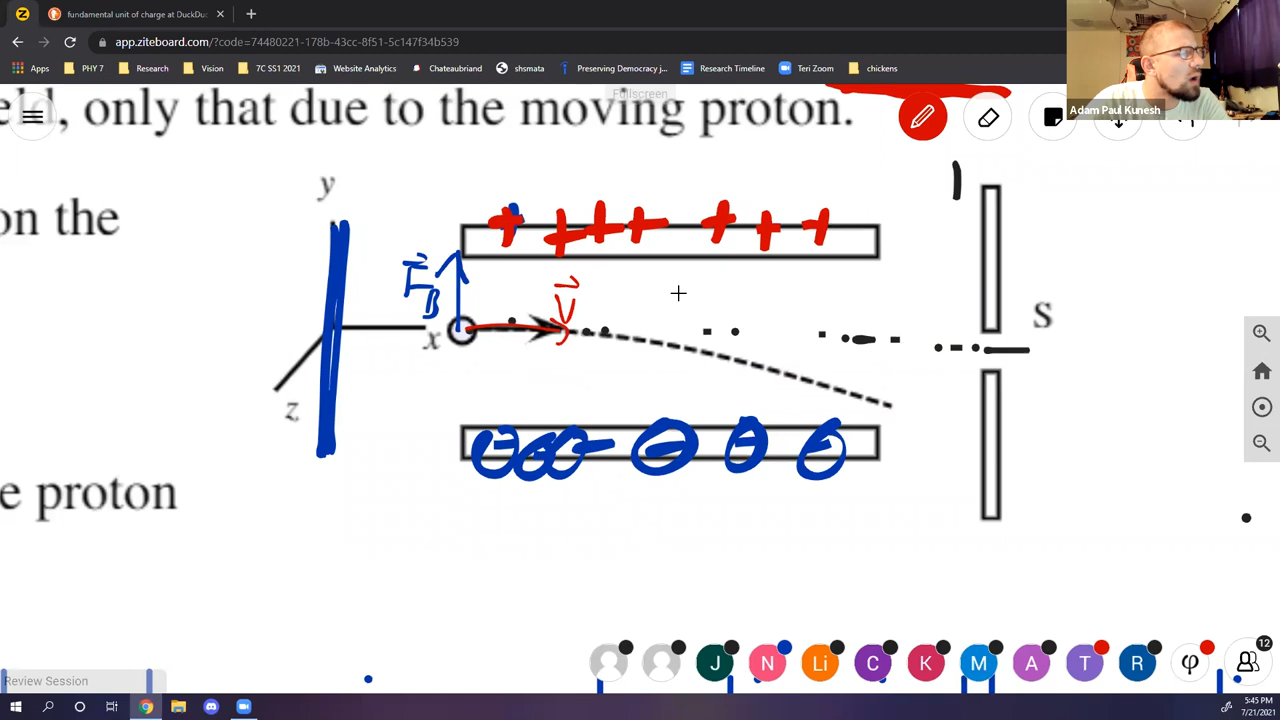 fundamental unit of charge at DuckDuc
app.ziteboard.com/?code=74480221-178b-43cc-8f51-5c147f34b539
Apps PHY 7 Research Vision 7C SS1 2021 Website Analytics Chateaubriand shsmata Preserving Democracy j... Research Timeline Teri Zoom chickens
Fullscreen
Adam Paul Kunesh
eld, only that due to the moving proton.
y
on the
F B
V
S
x
z
e proton
12
J N Li C K M A T R φ
Review Session
5:45 PM
7/21/2021